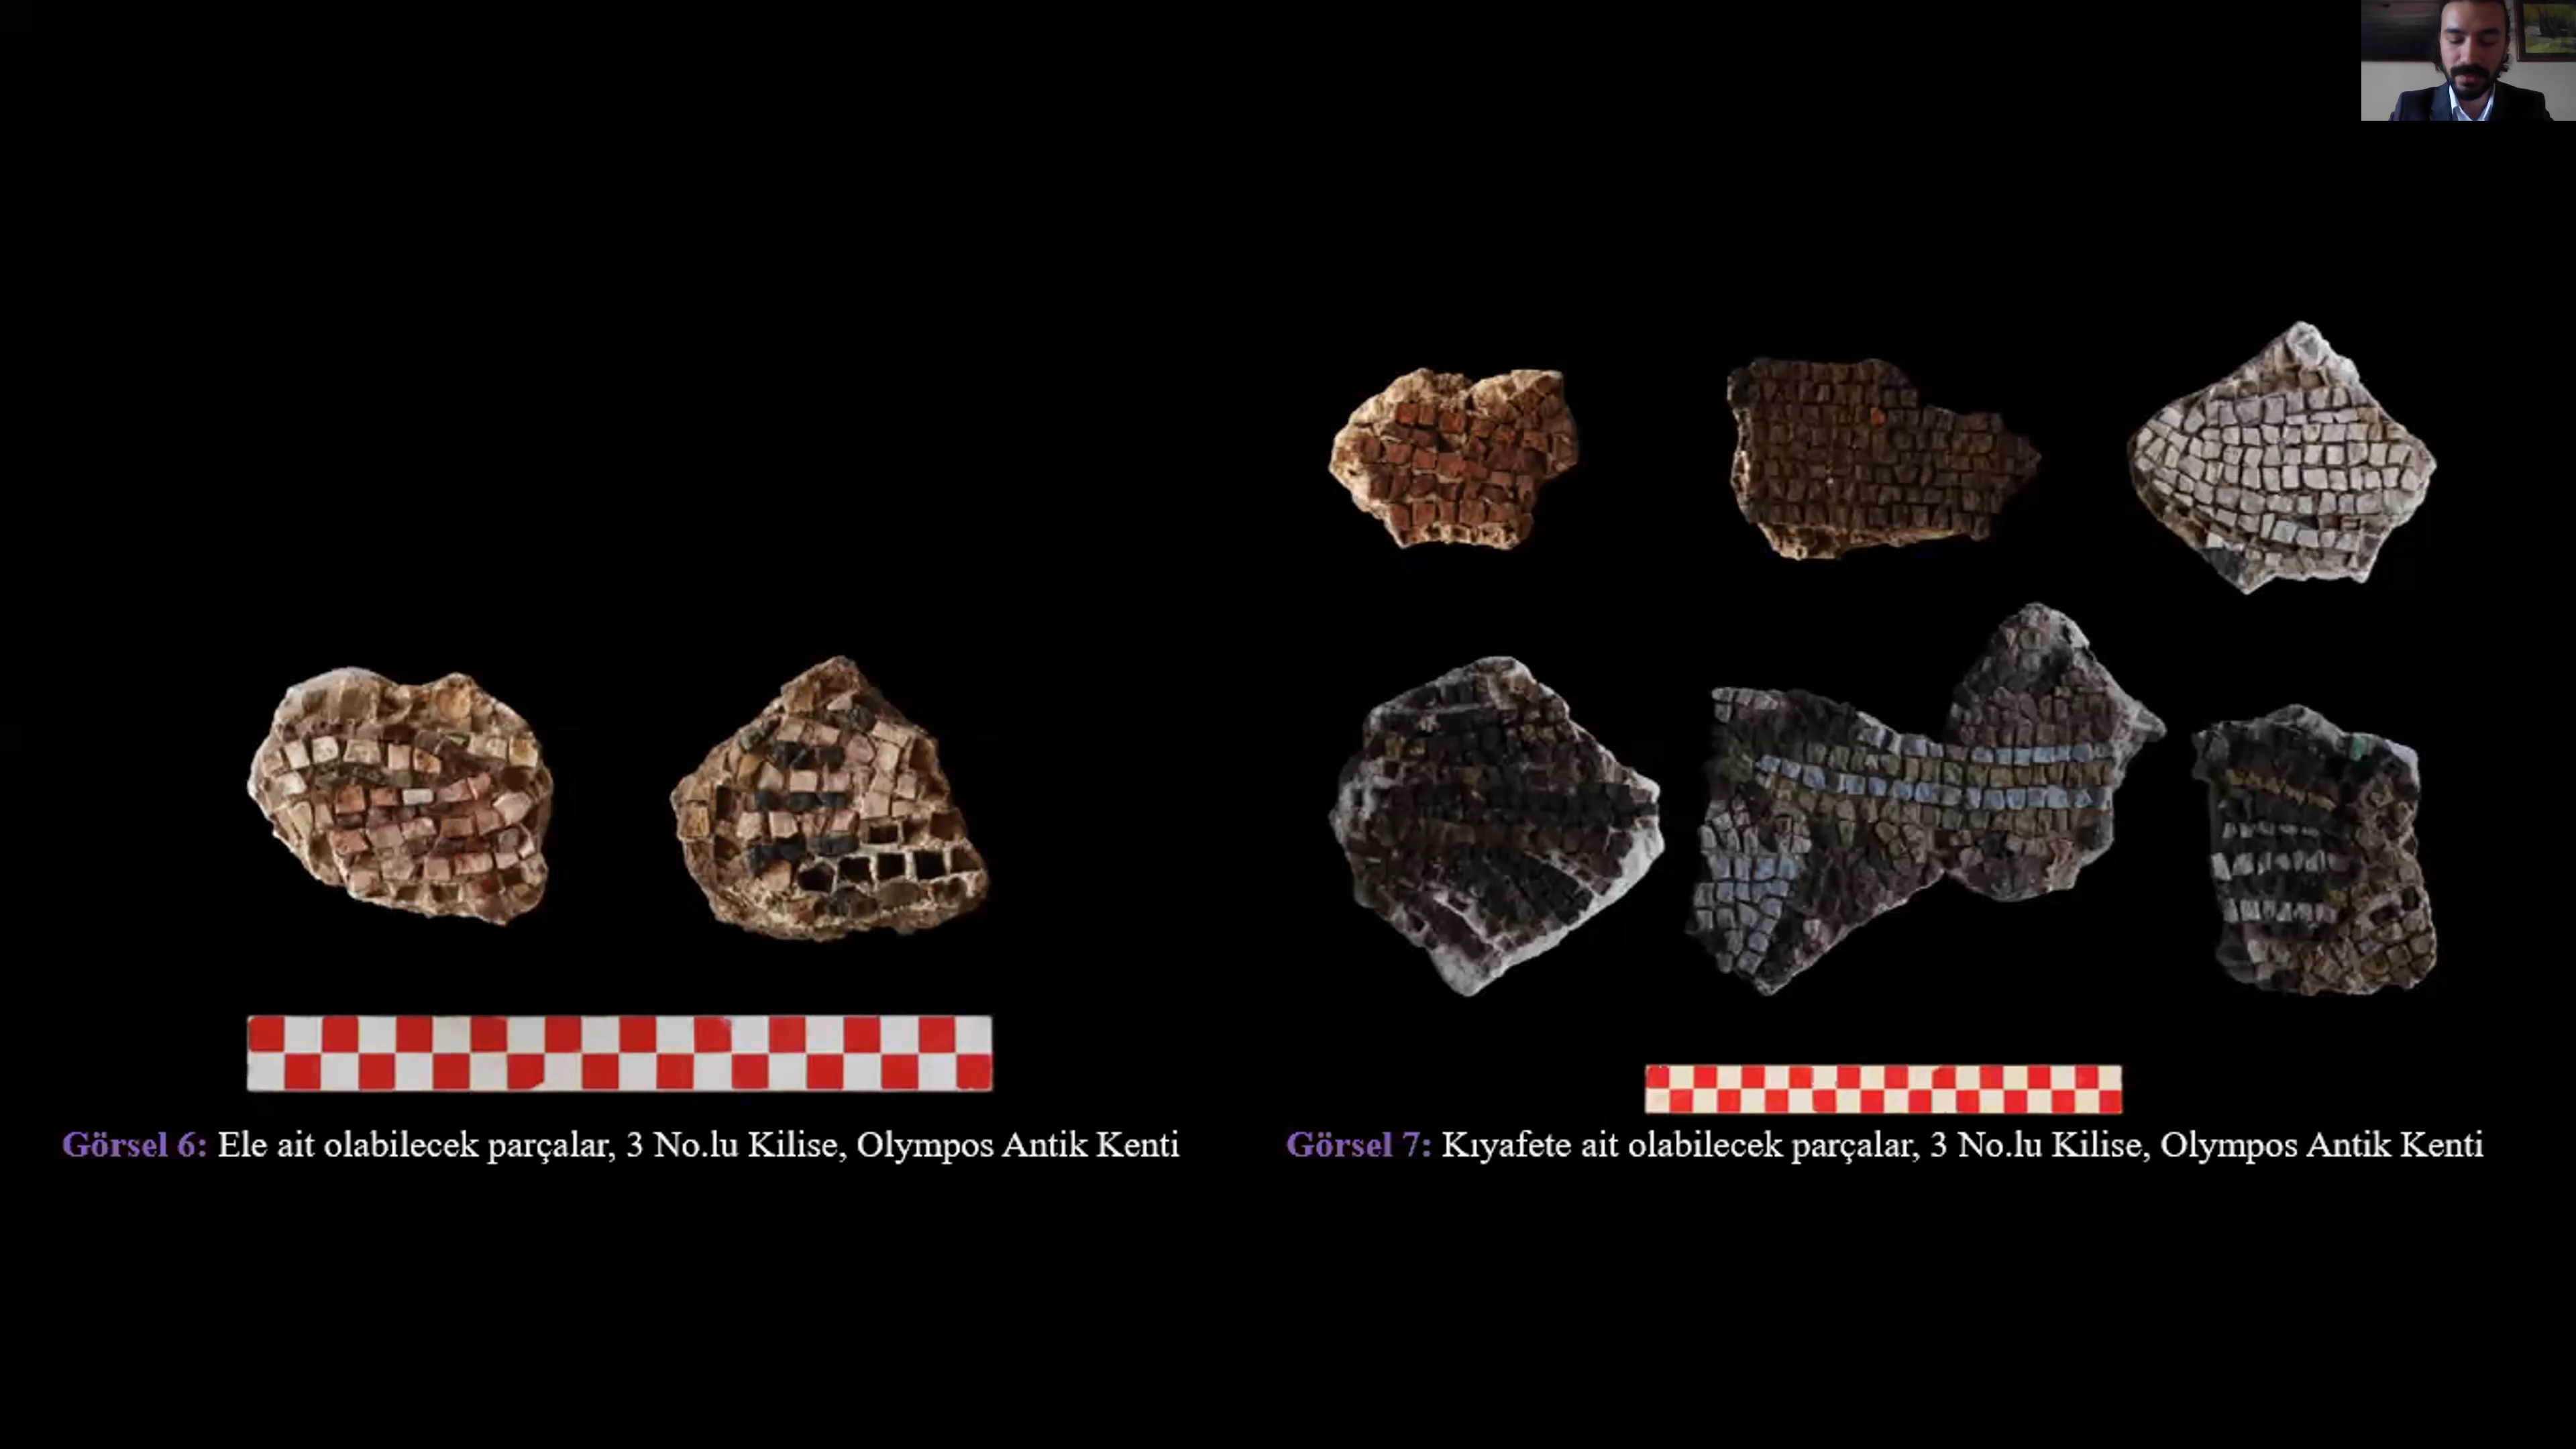 Görsel 6: Ele ait olabilecek parçalar, 3 No.lu Kilise, Olympos Antik Kenti
Görsel 7: Kıyafete ait olabilecek parçalar, 3 No.lu Kilise, Olympos Antik Kenti